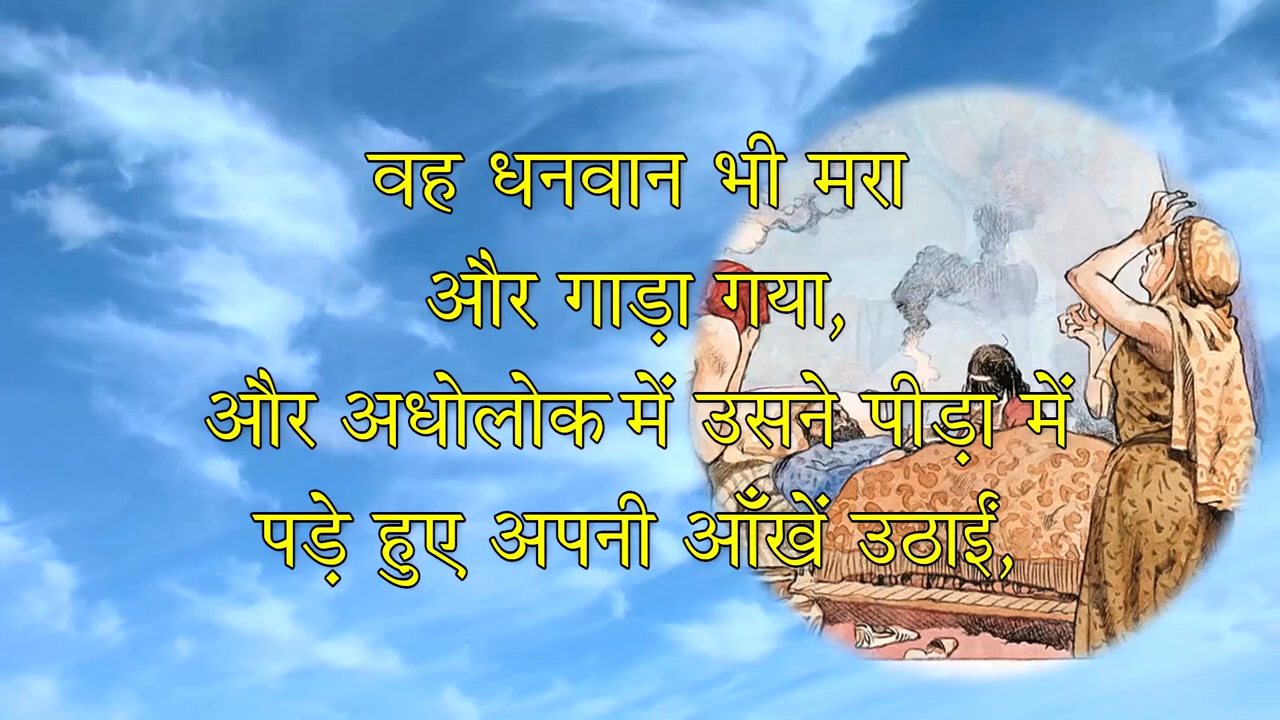 वह धनवान भी मरा
और गाड़ा गया,
और अधोलोक में उसने पीड़ा में
पड़े हुए अपनी आँखें उठाईं,